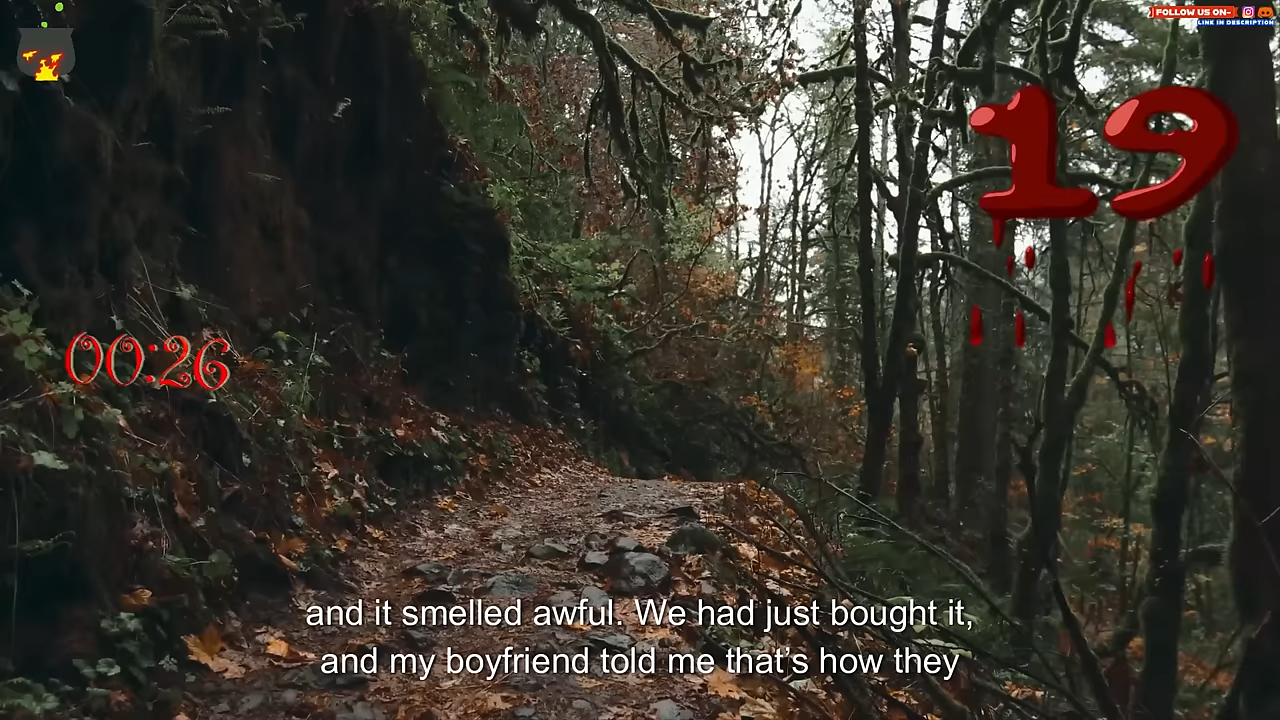 FOLLOW US ON-
LINK IN DESCRIPTION
19
00:26
and it smelled awful. We had just bought it,
and my boyfriend told me that’s how they